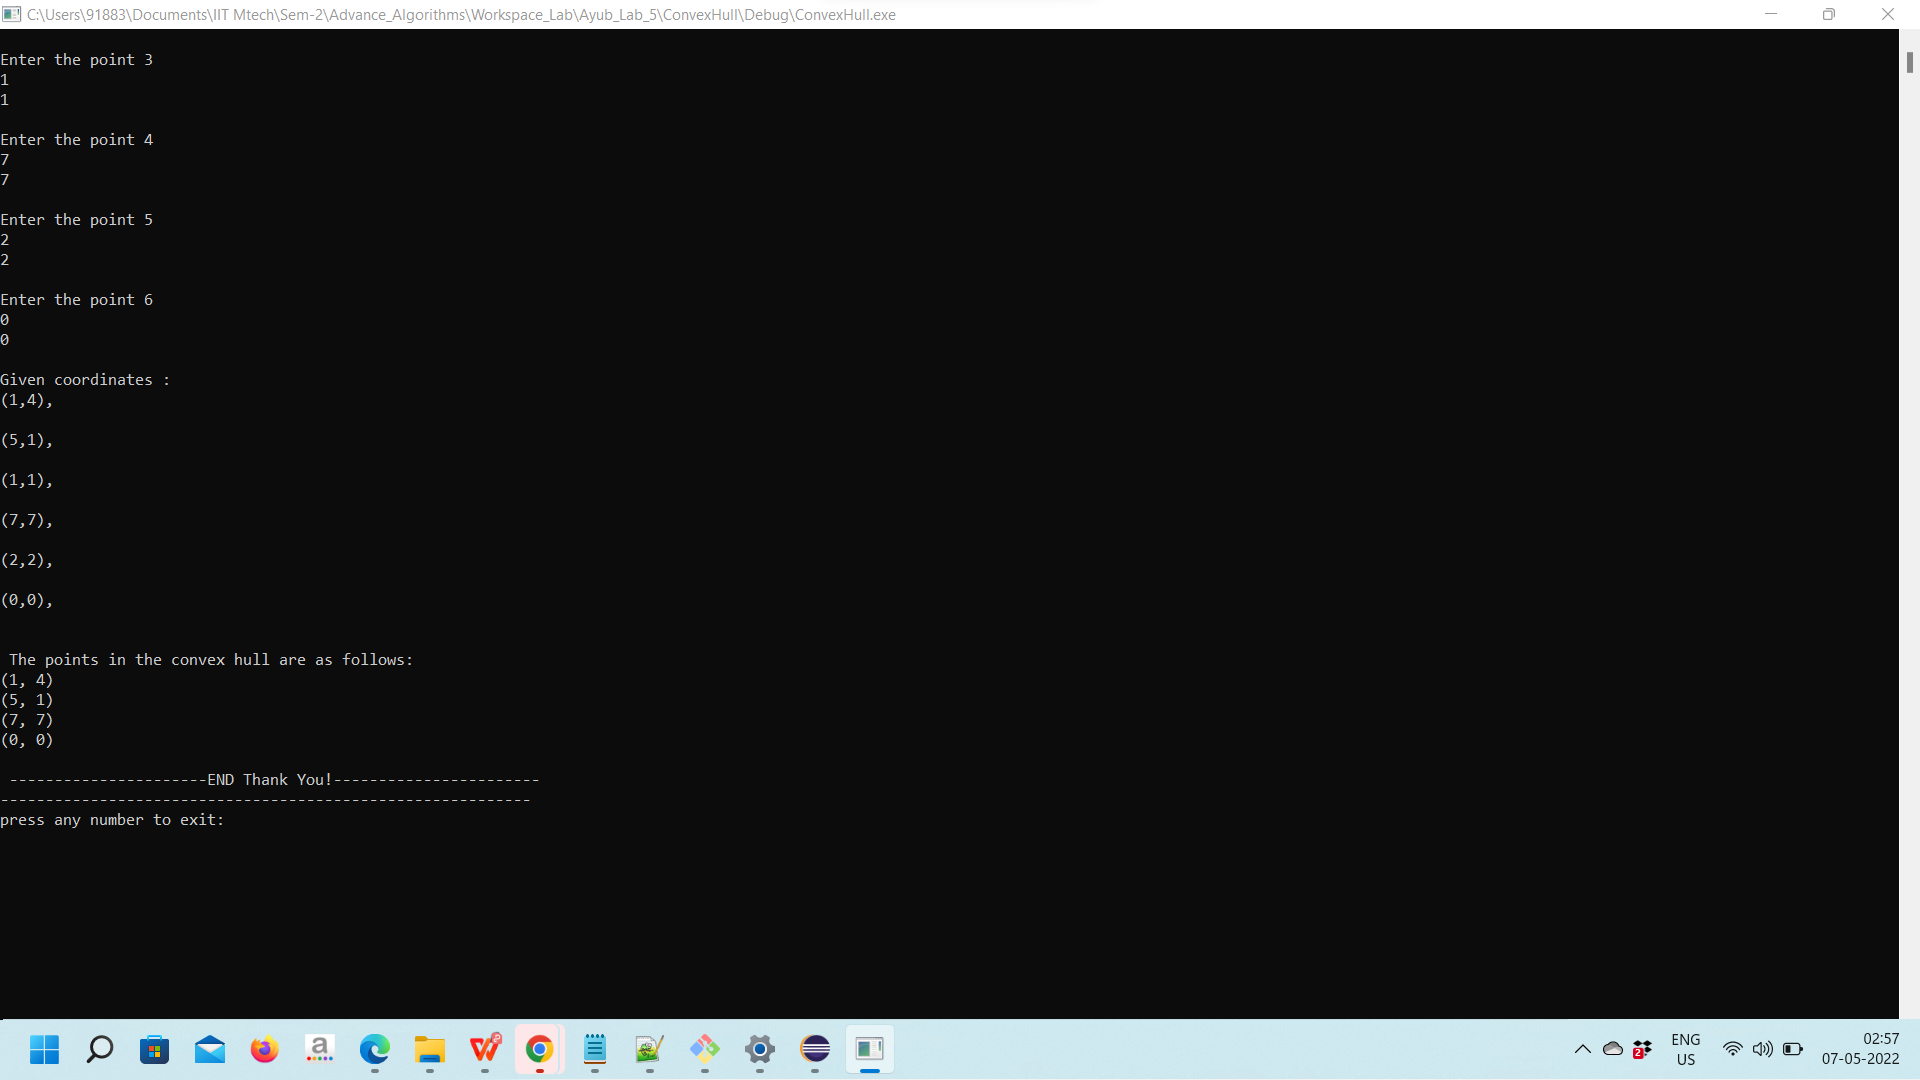 C:\Users\91883\Documents\IIT Mtech\Sem-2\Advance_Algorithms\Workspace_Lab\Ayub_Lab_5\ConvexHull\Debug\ConvexHull.exe
Enter the point 3
1
1
Enter the point 4
7
7
Enter the point 5
2
2
Enter the point 6
0
0
Given coordinates :
(1,4),
(5,1),
(1,1),
(7,7),
(2,2),
(0,0),
The points in the convex hull are as follows:
(1, 4)
(5, 1)
(7, 7)
(0, 0)
----------------------END Thank You!-----------------------
-----------------------------------------------------------
press any number to exit:
a
2
ENG
US
02:57
07-05-2022